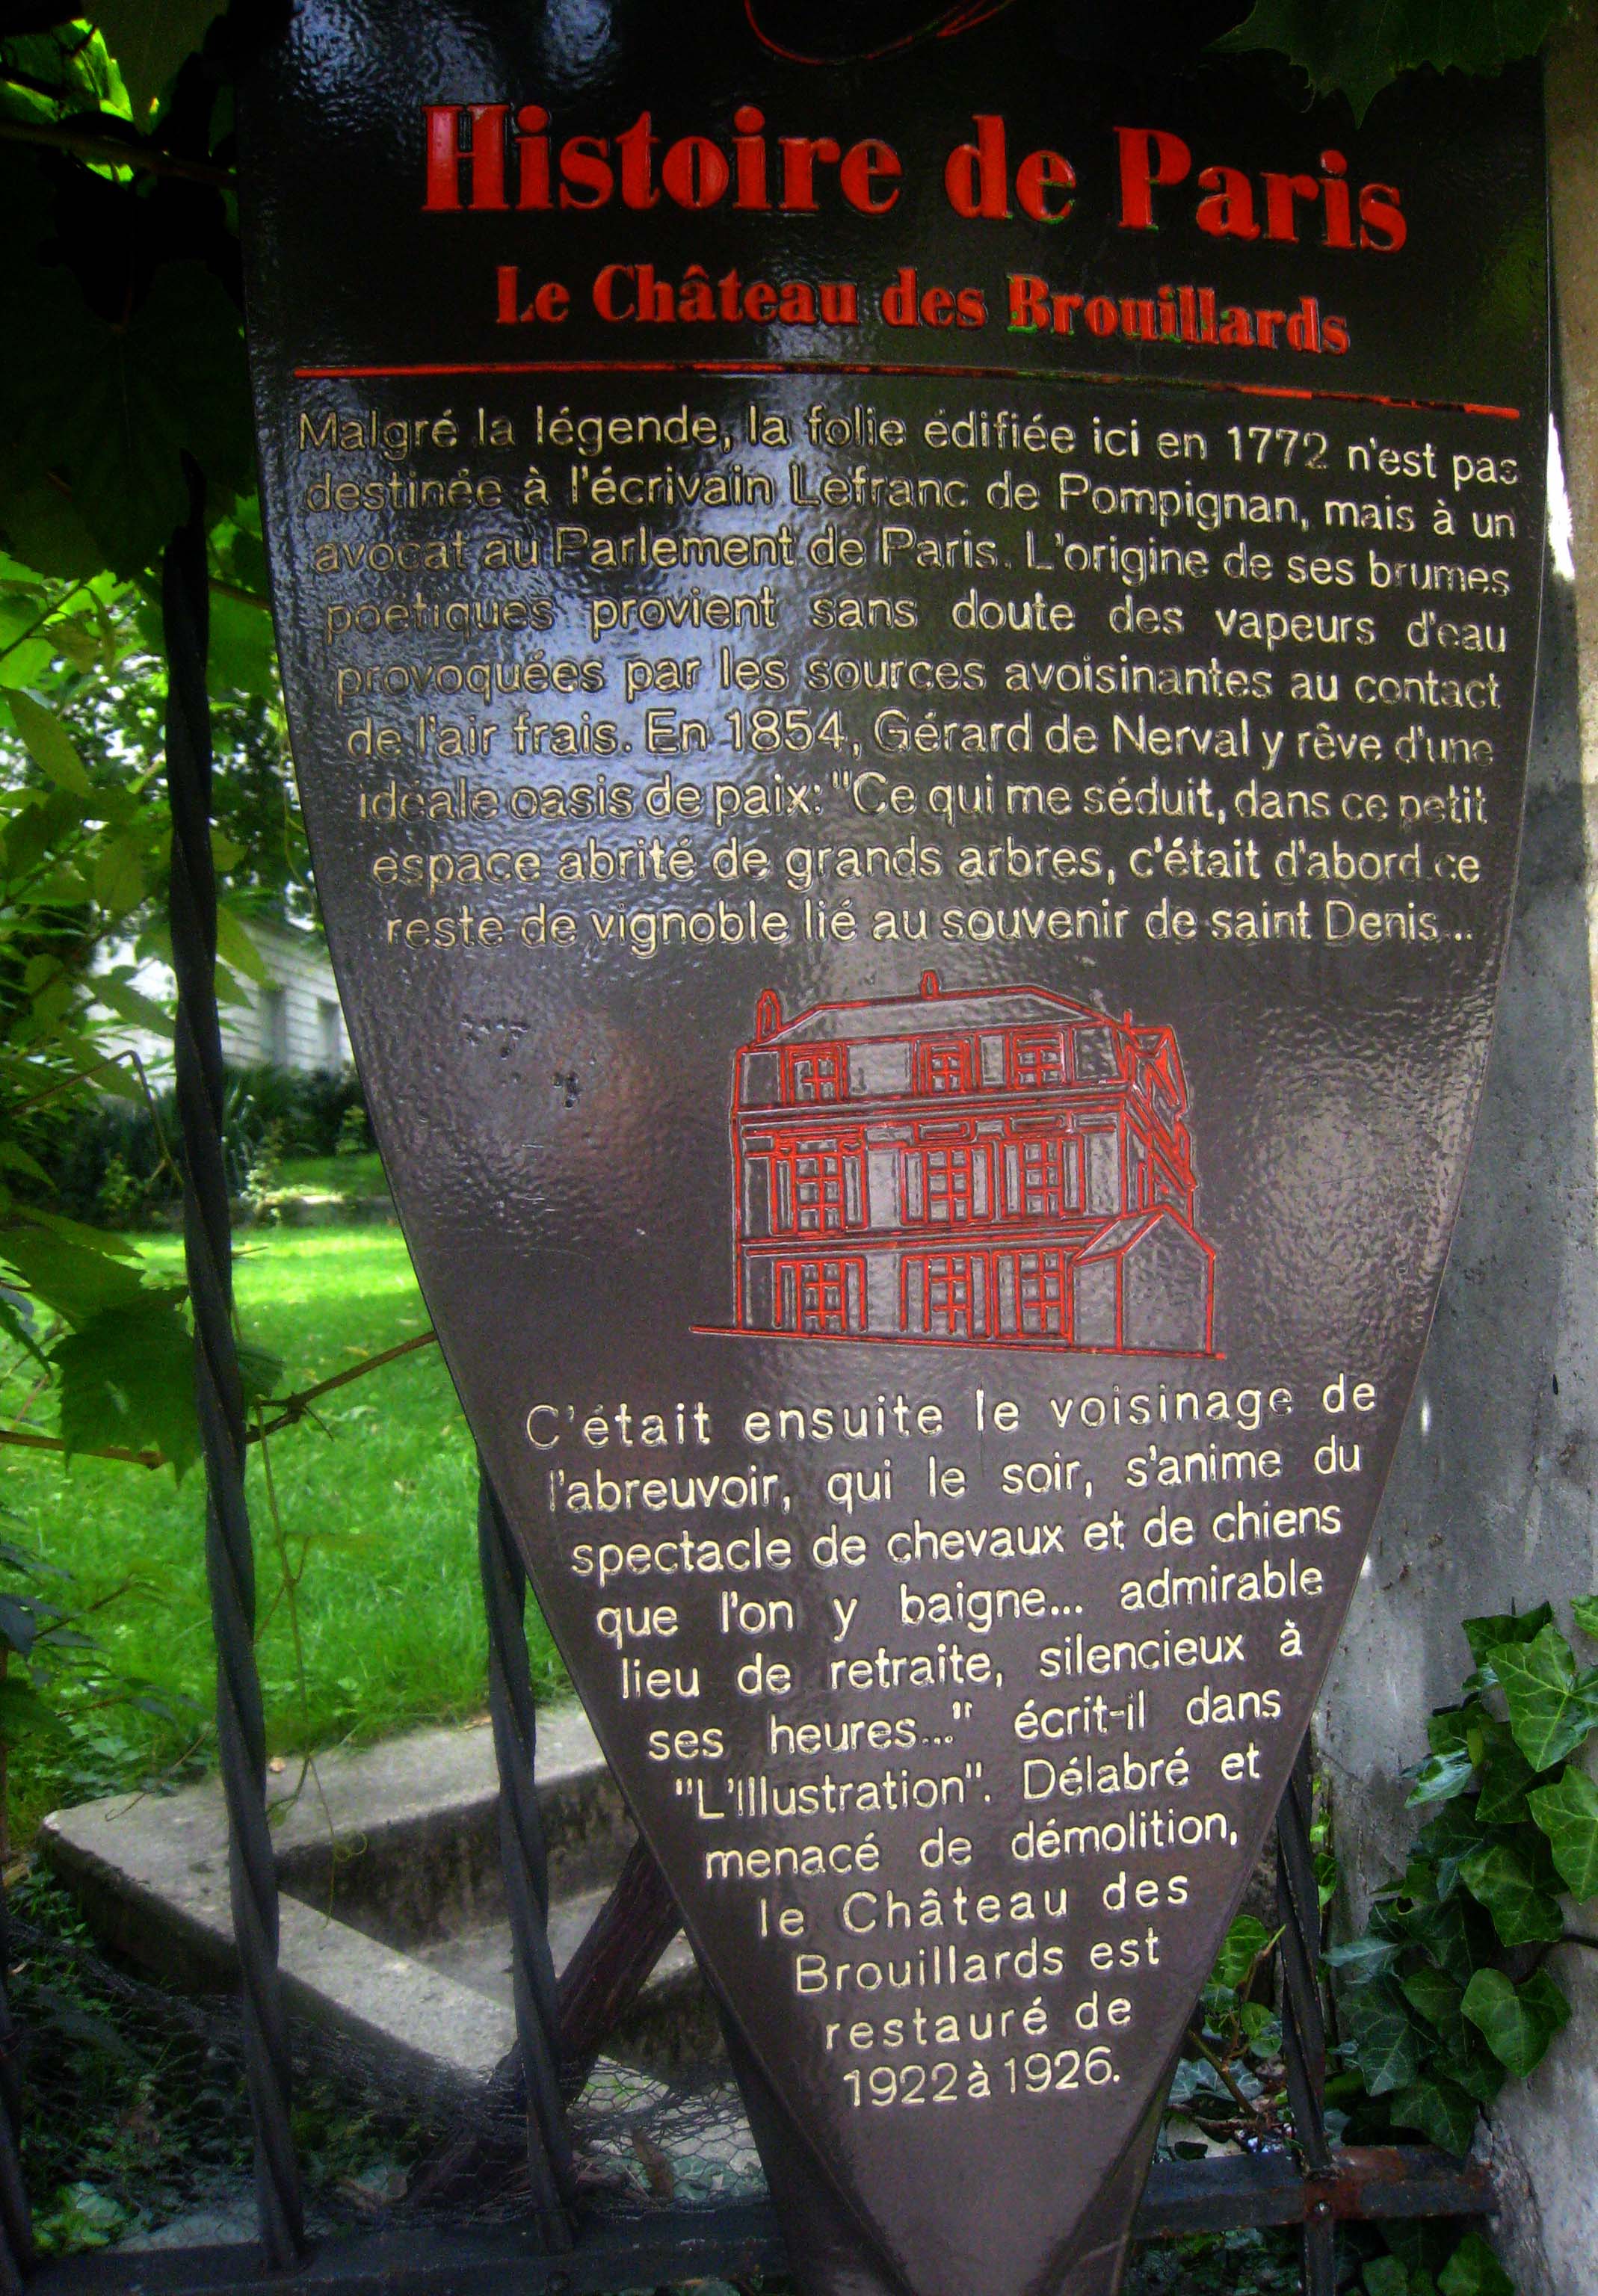 Histoire de Paris
Le Château des Brouillards
Malgré la légende, la folie édifiée ici en 1772 n'est pas
destinée à l'écrivain Lefranc de Pompignan, mais à un
avocat au Parlement de Paris. L'origine de ses brumes
poétiques provient sans doute des vapeurs d'eau
provoquées par les sources avoisinantes au contact
de l'air frais. En 1854, Gérard de Nerval y rêve d'une
idéale oasis de paix: "Ce qui me séduit, dans ce petit
espace abrité de grands arbres, c'était d'abord ce
reste de vignoble lié au souvenir de saint Denis...
C'était ensuite le voisinage de
l'abreuvoir, qui le soir, s'anime du
spectacle de chevaux et de chiens
que l'on y baigne... admirable
lieu de retraite, silencieux à
ses heures..." écrit-il dans
"L'Illustration". Délabré et
menacé de démolition,
le Château des
Brouillards est
restauré de
1922 à 1926.